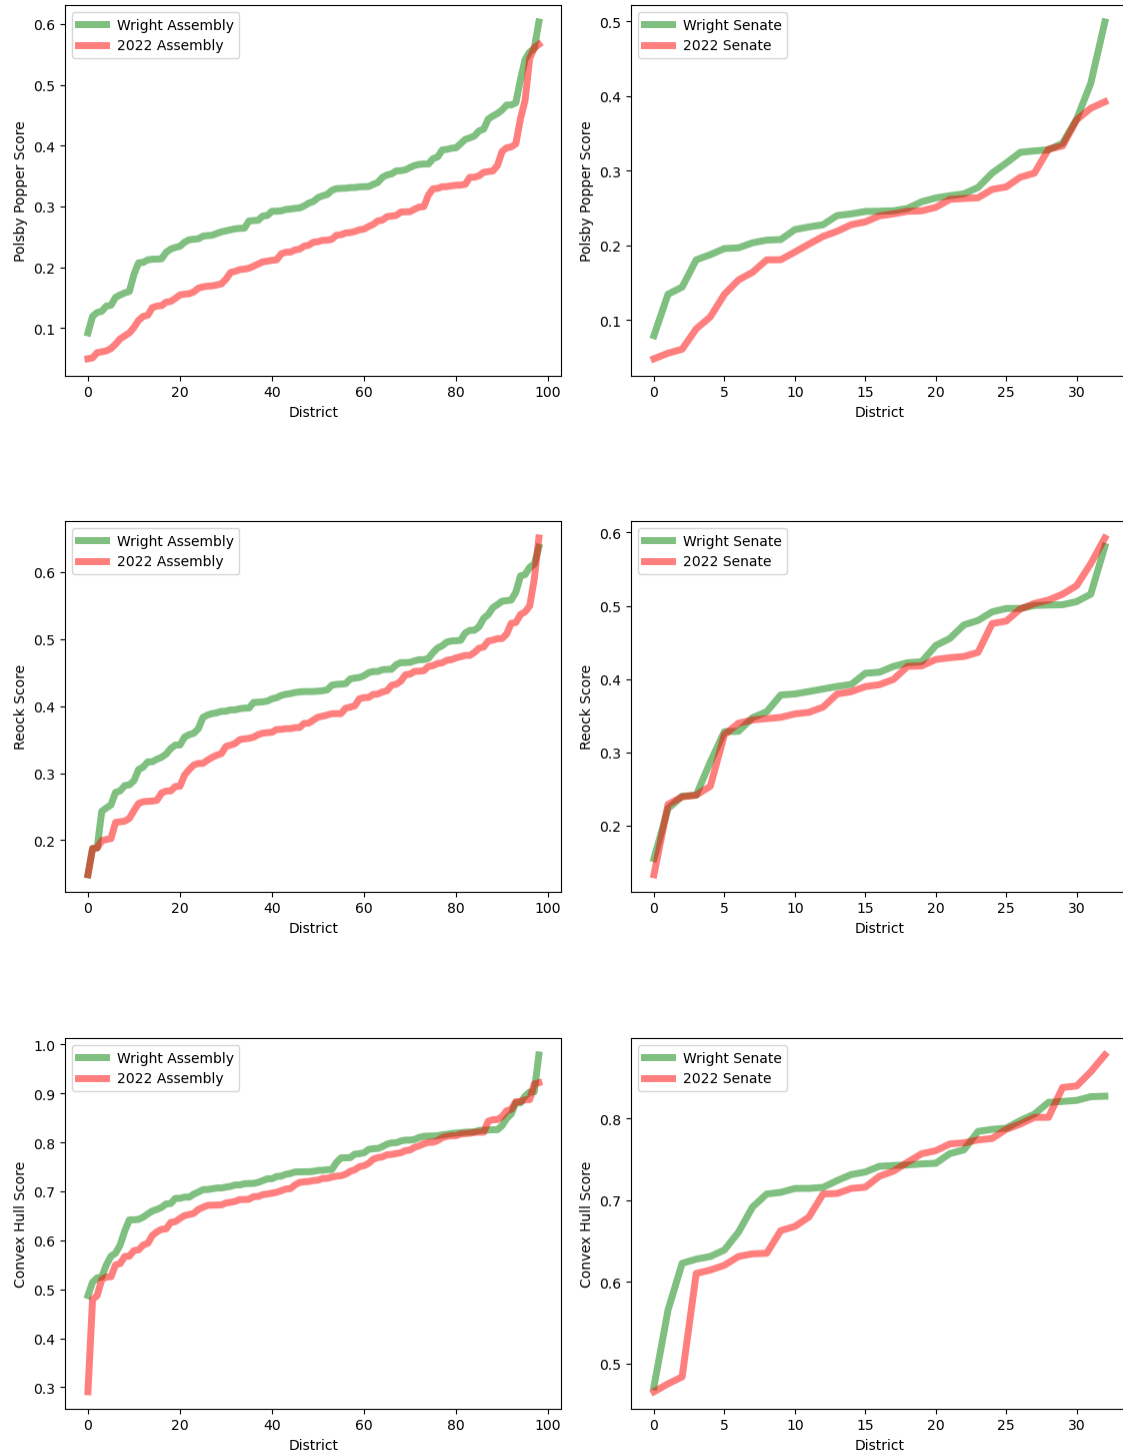 Wright Assembly
2022 Assembly
0.6
0.5
0.4
0.3
0.2
0.1
Polsby Popper Score
0 20 40 60 80 100
District
Wright Senate
2022 Senate
0.5
0.4
0.3
0.2
0.1
Polsby Popper Score
0 5 10 15 20 25 30
District
Wright Assembly
2022 Assembly
0.6
0.5
0.4
0.3
0.2
Reock Score
0 20 40 60 80 100
District
Wright Senate
2022 Senate
0.6
0.5
0.4
0.3
0.2
Reock Score
0 5 10 15 20 25 30
District
Wright Assembly
2022 Assembly
1.0
0.9
0.8
0.7
0.6
0.5
0.4
0.3
Convex Hull Score
0 20 40 60 80 100
District
Wright Senate
2022 Senate
0.8
0.7
0.6
0.5
Convex Hull Score
0 5 10 15 20 25 30
District